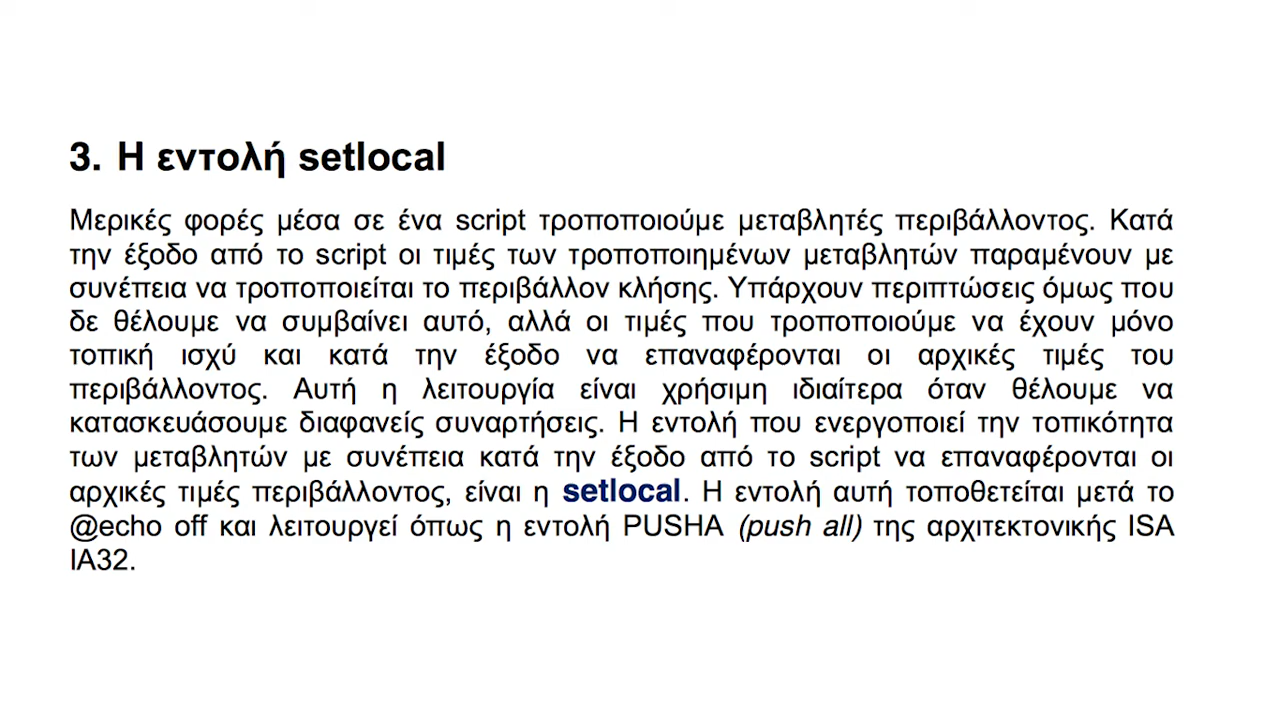 3. Η εντολή setlocal
Μερικές φορές μέσα σε ένα script τροποποιούμε μεταβλητές περιβάλλοντος. Κατά
την έξοδο από το script οι τιμές των τροποποιημένων μεταβλητών παραμένουν με
συνέπεια να τροποποιείται το περιβάλλον κλήσης. Υπάρχουν περιπτώσεις όμως που
δε θέλουμε να συμβαίνει αυτό, αλλά οι τιμές που τροποποιούμε να έχουν μόνο
τοπική ισχύ και κατά την έξοδο να επαναφέρονται οι αρχικές τιμές του
περιβάλλοντος. Αυτή η λειτουργία είναι χρήσιμη ιδιαίτερα όταν θέλουμε να
κατασκευάσουμε διαφανείς συναρτήσεις. Η εντολή που ενεργοποιεί την τοπικότητα
των μεταβλητών με συνέπεια κατά την έξοδο από το script να επαναφέρονται οι
αρχικές τιμές περιβάλλοντος, είναι η setlocal. Η εντολή αυτή τοποθετείται μετά το
@echo off και λειτουργεί όπως η εντολή PUSHA (push all) της αρχιτεκτονικής ISA
IA32.